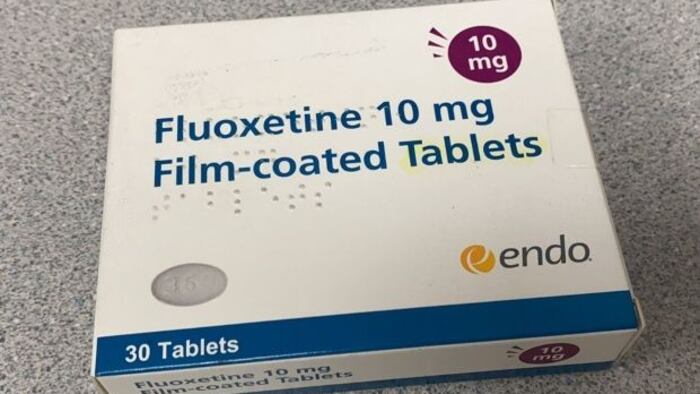 10
mg
Fluoxetine 10 mg
Film-coated Tablets
endo
30 Tablets
10
mg
Fluoxetine 10 mg
Film-coated Tablets